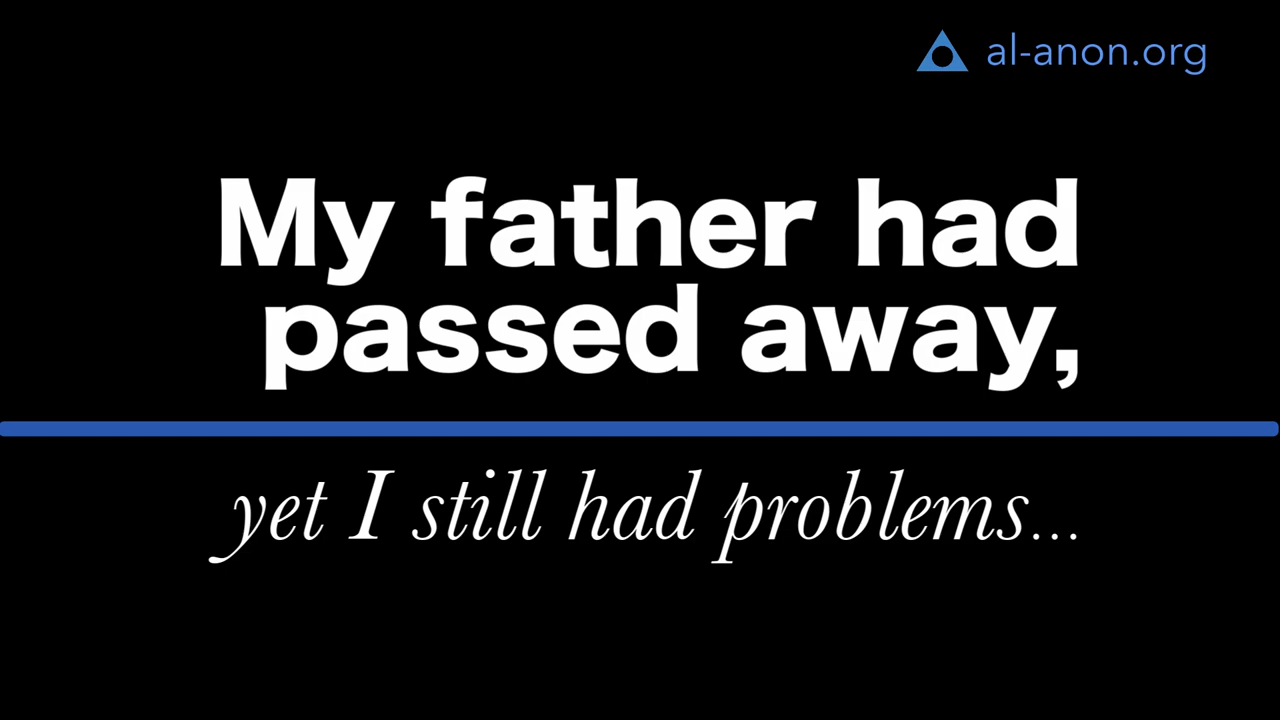 al-anon.org
My father had
passed away,
yet I still had problems...